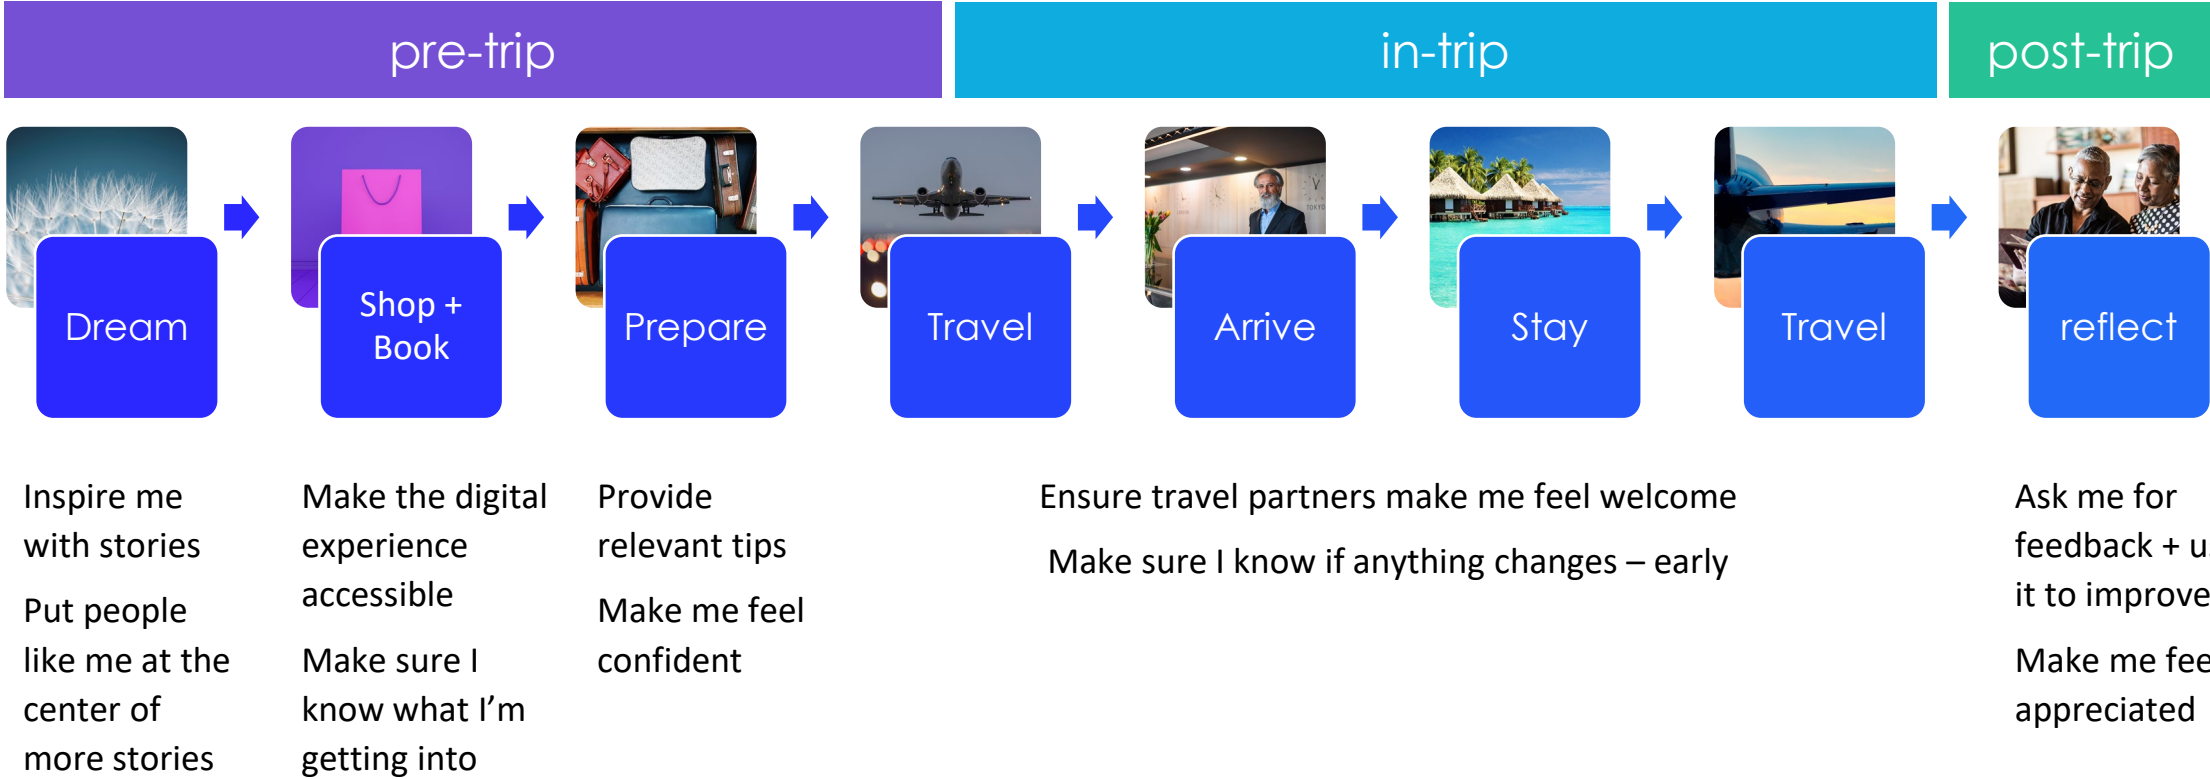 pre-trip
in-trip
post-trip
TOKYO
Dream
Shop +
Book
Prepare
Travel
Arrive
Stay
Travel
reflect
Inspire me
with stories
Put people
like me at the
center of
more stories
Make the digital
experience
accessible
Make sure I
know what I’m
getting into
Provide
relevant tips
Make me feel
confident
Ensure travel partners make me feel welcome
Make sure I know if anything changes – early
Ask me for
feedback +
it to improve
Make me
appreciated